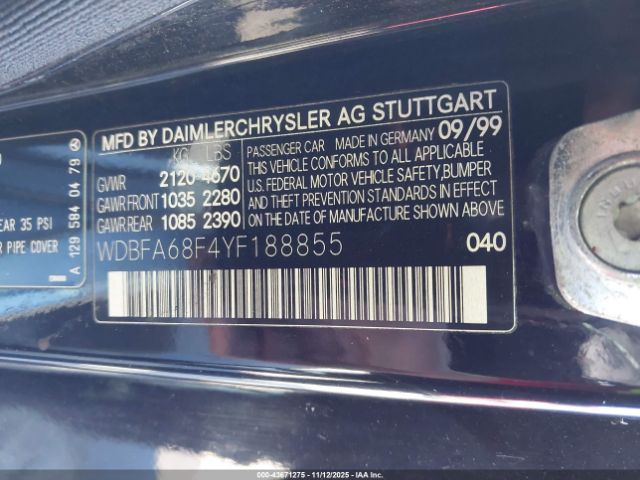 MFD BY DAIMLERCHRYSLER AG STUTTGART
KG LBS
GVWR 2120 4670
GAWR FRONT 1035 2280
GAWR REAR 1085 2390
PASSENGER CAR MADE IN GERMANY 09/99
THIS VEHICLE CONFORMS TO ALL APPLICABLE
U.S. FEDERAL MOTOR VEHICLE SAFETY, BUMPER
AND THEFT PREVENTION STANDARDS IN EFFECT
ON THE DATE OF MANUFACTURE SHOWN ABOVE.
WDBFA68F4YF188855
040
EAR 35 PSI
PIPE COVER
A 129 584 04 79
00-43671275 - 11/12/2025 - © IAA Inc.